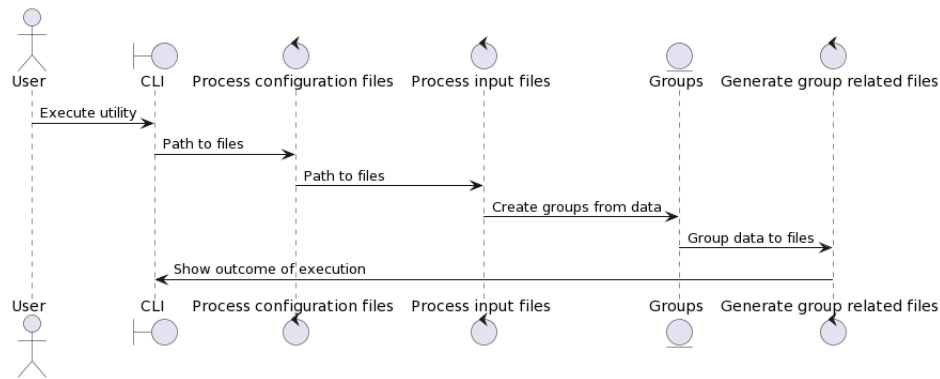 User
CLI
Process configuration files
Process input files
Groups
Generate group related files
Execute utility
Path to files
Path to files
Create groups from data
Group data to files
Show outcome of execution
User
CLI
Process configuration files
Process input files
Groups
Generate group related files